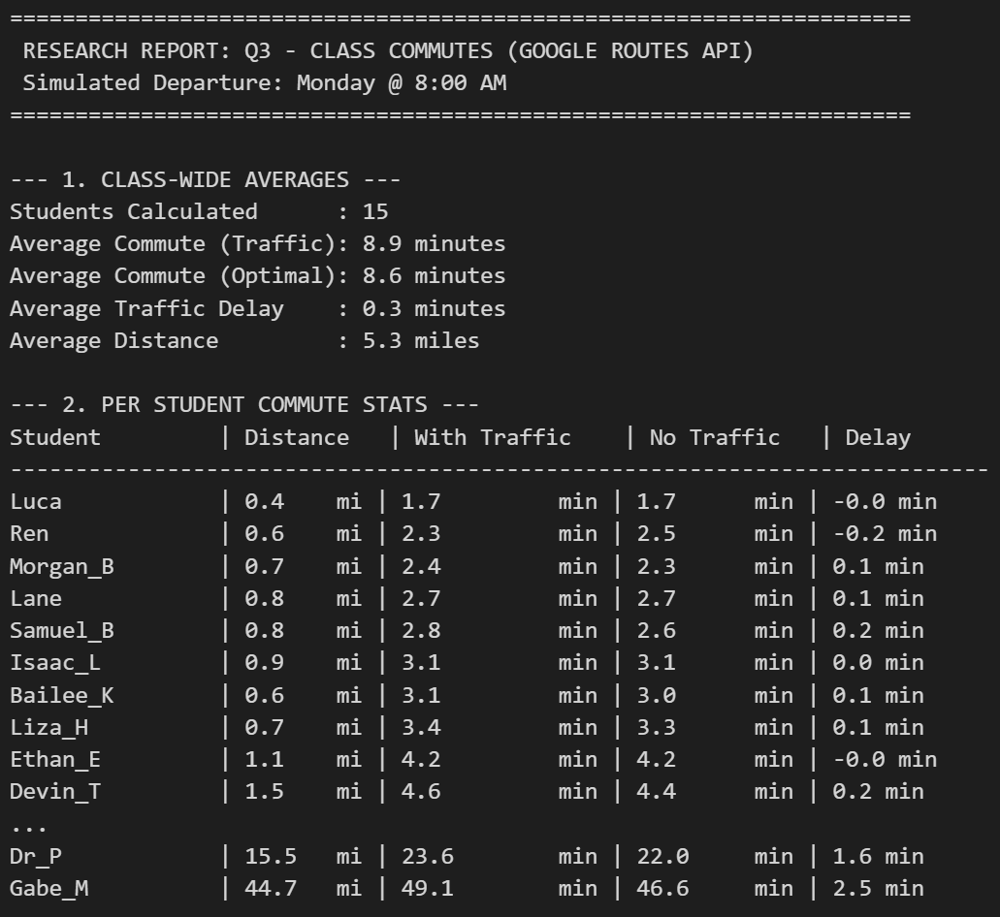 =====================================================================
 RESEARCH REPORT: Q3 - CLASS COMMUTES (GOOGLE ROUTES API)
 Simulated Departure: Monday @ 8:00 AM
=====================================================================

--- 1. CLASS-WIDE AVERAGES ---
Students Calculated      : 15
Average Commute (Traffic): 8.9 minutes
Average Commute (Optimal): 8.6 minutes
Average Traffic Delay    : 0.3 minutes
Average Distance         : 5.3 miles

--- 2. PER STUDENT COMMUTE STATS ---
Student         | Distance   | With Traffic    | No Traffic   | Delay
---------------------------------------------------------------------------
Luca            | 0.4    mi | 1.7         min | 1.7      min | -0.0 min
Ren             | 0.6    mi | 2.3         min | 2.5      min | -0.2 min
Morgan_B        | 0.7    mi | 2.4         min | 2.3      min | 0.1 min
Lane            | 0.8    mi | 2.7         min | 2.7      min | 0.1 min
Samuel_B        | 0.8    mi | 2.8         min | 2.6      min | 0.2 min
Isaac_L         | 0.9    mi | 3.1         min | 3.1      min | 0.0 min
Bailee_K        | 0.6    mi | 3.1         min | 3.0      min | 0.1 min
Liza_H          | 0.7    mi | 3.4         min | 3.3      min | 0.1 min
Ethan_E         | 1.1    mi | 4.2         min | 4.2      min | -0.0 min
Devin_T         | 1.5    mi | 4.6         min | 4.4      min | 0.2 min
...
Dr_P            | 15.5   mi | 23.6        min | 22.0     min | 1.6 min
Gabe_M          | 44.7   mi | 49.1        min | 46.6     min | 2.5 min